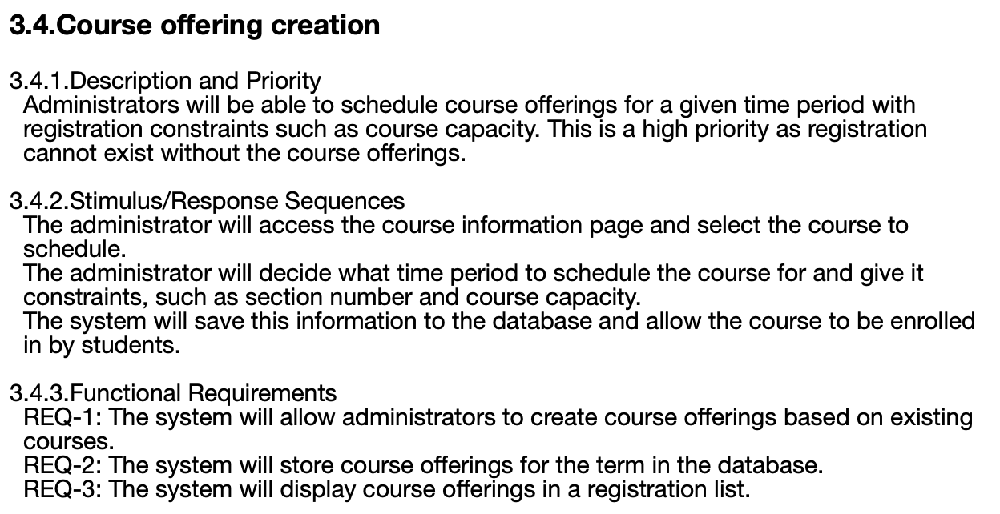 3.4.Course offering creation
3.4.1.Description and Priority
Administrators will be able to schedule course offerings for a given time period with
registration constraints such as course capacity. This is a high priority as registration
cannot exist without the course offerings.
3.4.2.Stimulus/Response Sequences
The administrator will access the course information page and select the course to
schedule.
The administrator will decide what time period to schedule the course for and give it
constraints, such as section number and course capacity.
The system will save this information to the database and allow the course to be enrolled
in by students.
3.4.3.Functional Requirements
REQ-1: The system will allow administrators to create course offerings based on existing
courses.
REQ-2: The system will store course offerings for the term in the database.
REQ-3: The system will display course offerings in a registration list.